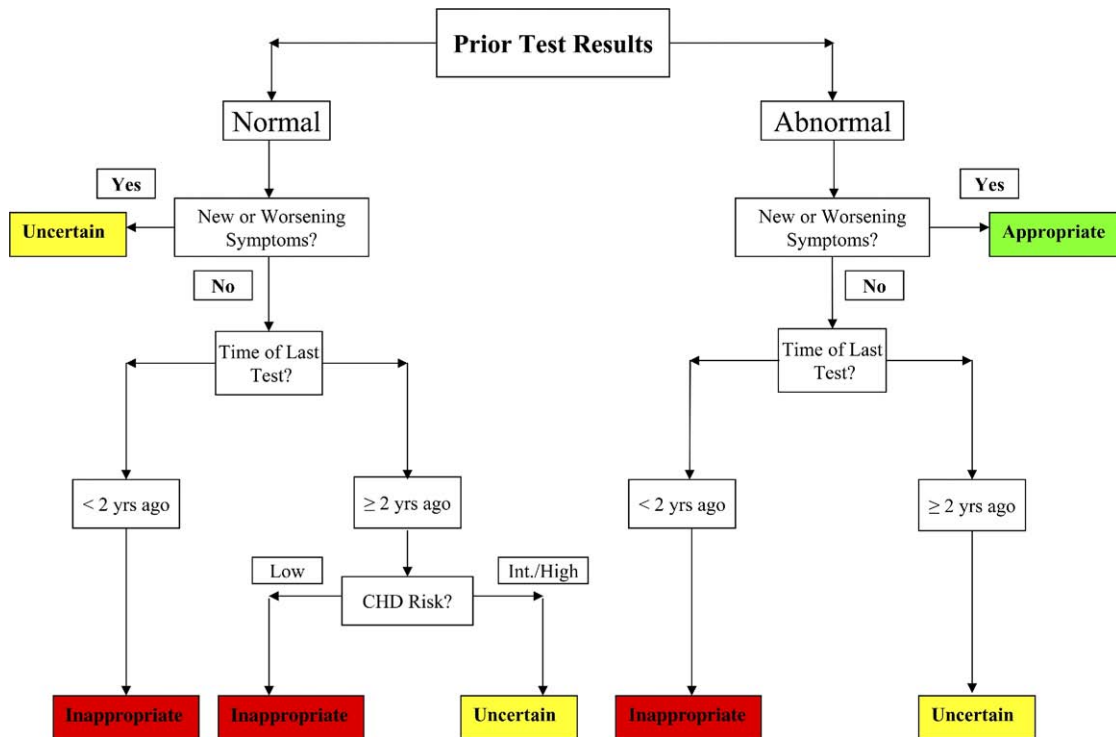 Prior Test Results
Normal
Abnormal
Yes
Yes
Uncertain
New or Worsening
Symptoms?
New or Worsening
Symptoms?
Appropriate
No
No
Time of Last
Test?
Time of Last
Test?
< 2 yrs ago
≥ 2 yrs ago
< 2 yrs ago
≥ 2 yrs ago
Low
Int./High
CHD Risk?
Inappropriate
Inappropriate
Uncertain
Inappropriate
Uncertain